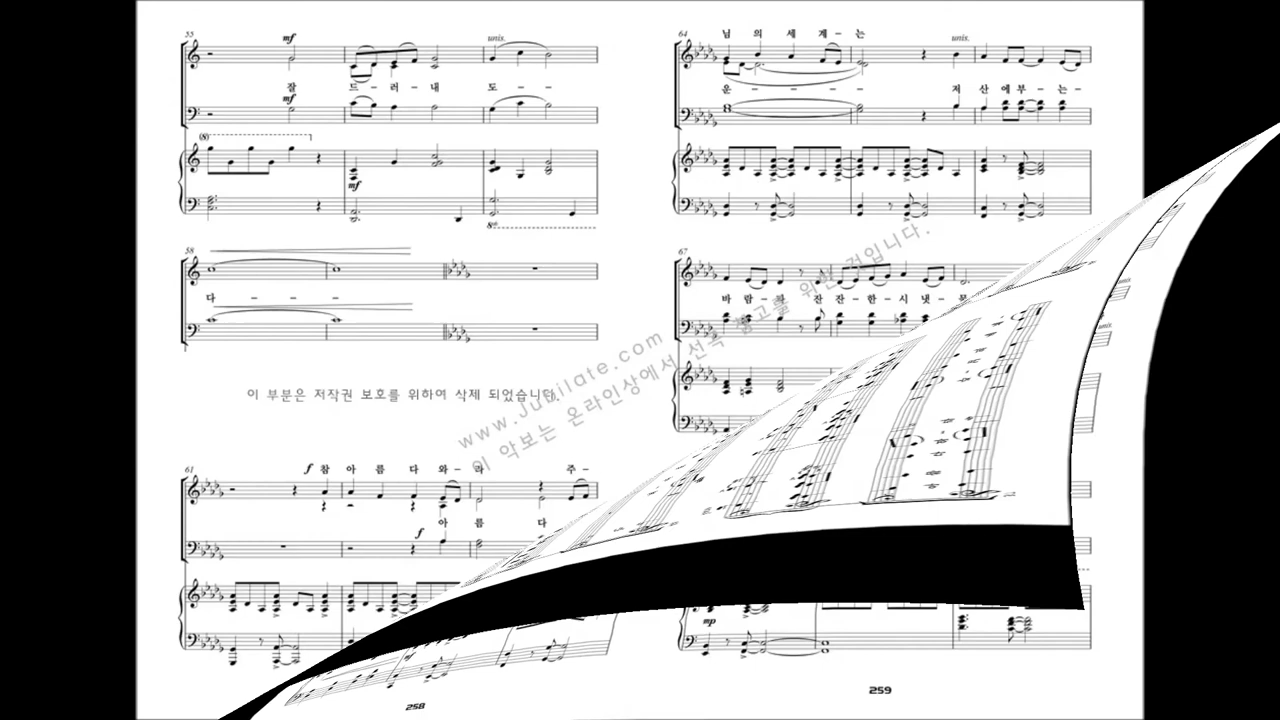 55
mf
unis.
잘 드 - 러 - 내 도 - -
mf
(8)
mf
8vb
58
다 - - - -
이 부분은 저작권 보호를 위하여 삭제 되었습니다.
61
f 참 아 름 다 와 - 라 주 -
f 아 름 다
258
64
님 의 세 계 - 는
unis.
운 - - - - - 저 산 에 부 - 는 -
67
바 람 - 과 잔 잔 - 한 - 시 냇 - 물
unis.
mp
259
www.Jubilate.com
이 악보는 온라인상에서 선곡 참고를 위한 것입니다.